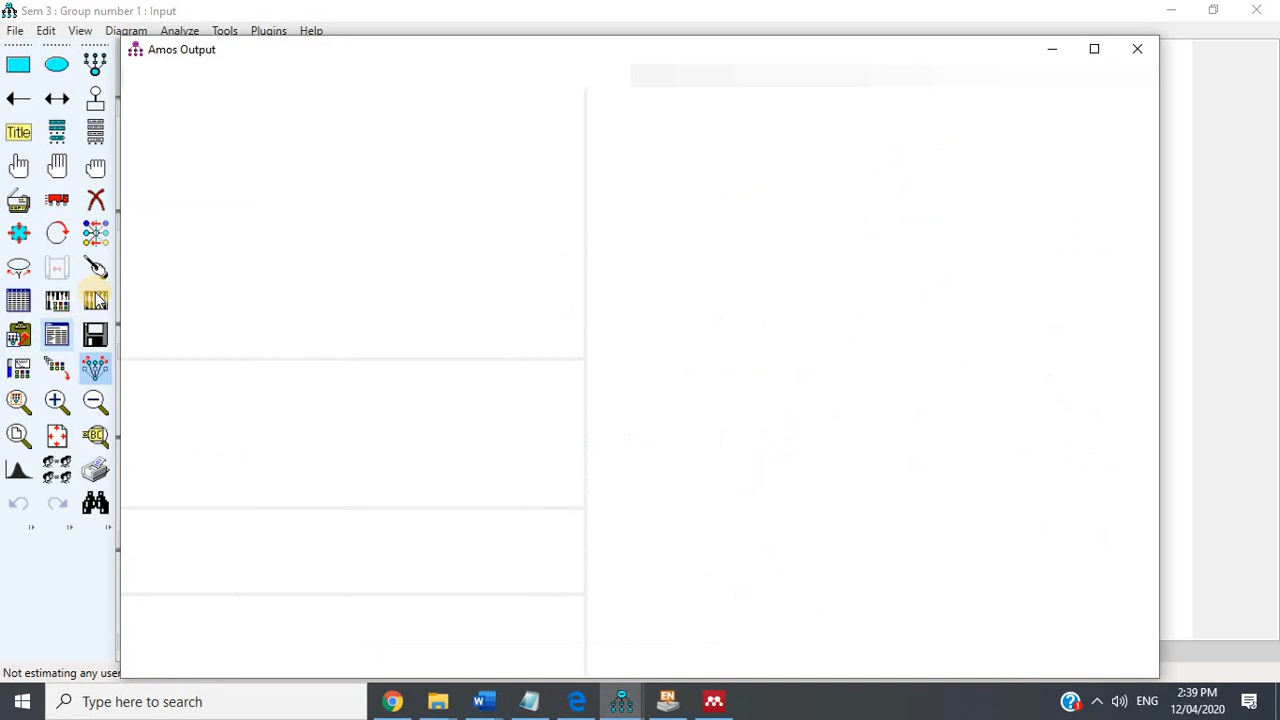 Sem 3 : Group number 1 : Input
File Edit View Diagram Analyze Tools Plugins Help
Amos Output
Title
Not estimating any user
Type here to search
ENG
2:39 PM
12/04/2020